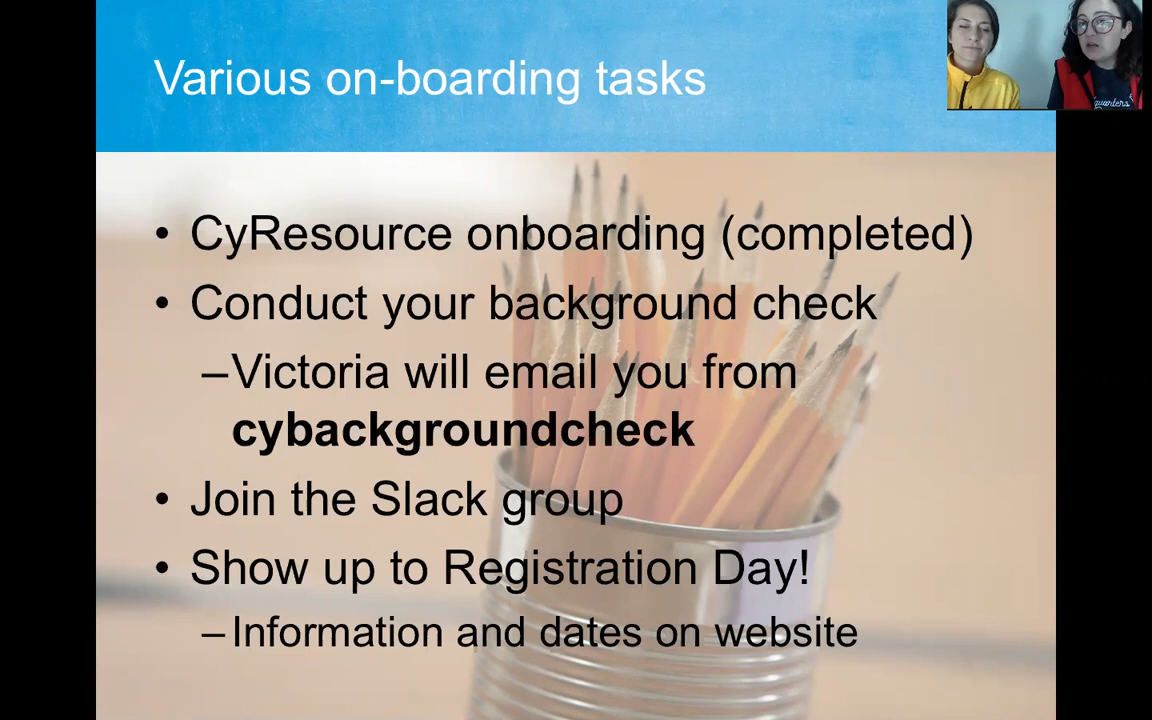 Various on-boarding tasks
• CyResource onboarding (completed)
• Conduct your background check
–Victoria will email you from
cybackgroundcheck
• Join the Slack group
• Show up to Registration Day!
– Information and dates on website